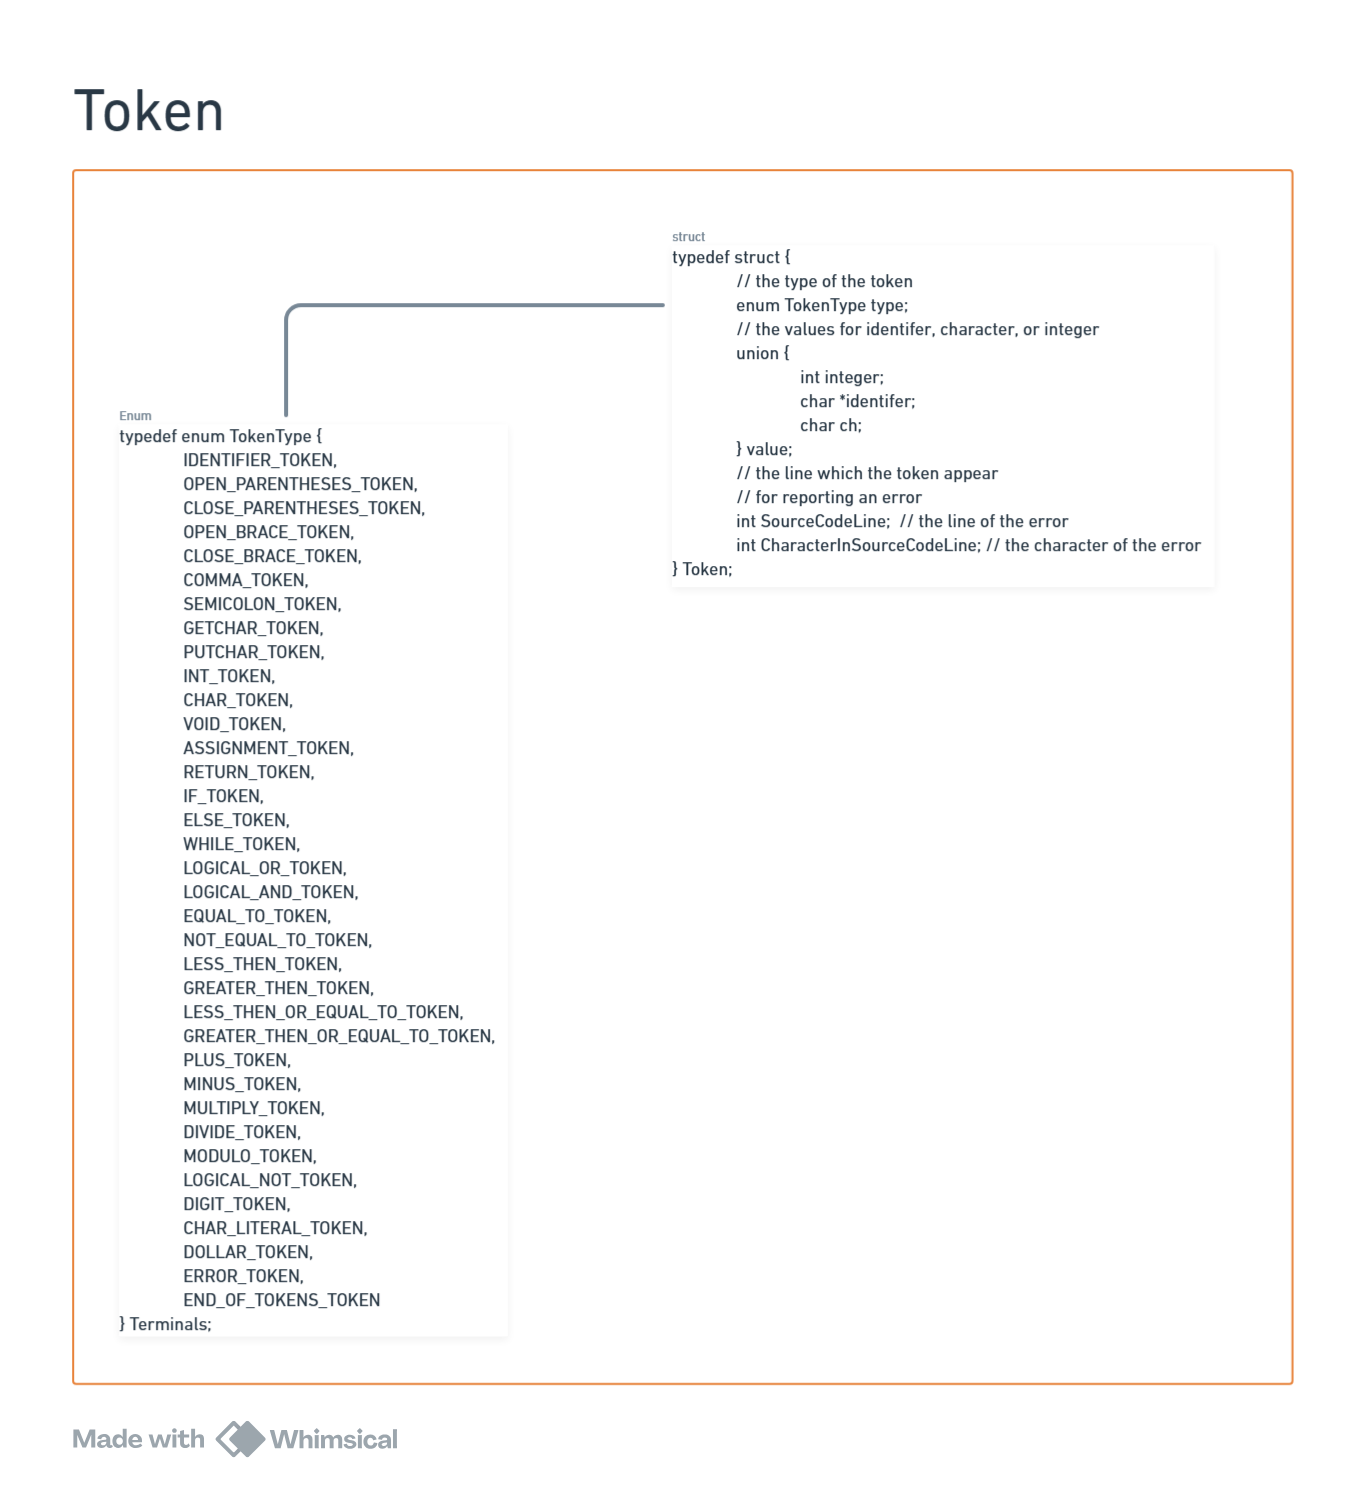 Token
struct
typedef struct {
// the type of the token
enum TokenType type;
// the values for identifer, character, or integer
union {
int integer;
char *identifer;
char ch;
} value;
// the line which the token appear
// for reporting an error
int SourceCodeLine;  // the line of the error
int CharacterInSourceCodeLine; // the character of the error
} Token;
Enum
typedef enum TokenType {
IDENTIFIER_TOKEN,
OPEN_PARENTHESES_TOKEN,
CLOSE_PARENTHESES_TOKEN,
OPEN_BRACE_TOKEN,
CLOSE_BRACE_TOKEN,
COMMA_TOKEN,
SEMICOLON_TOKEN,
GETCHAR_TOKEN,
PUTCHAR_TOKEN,
INT_TOKEN,
CHAR_TOKEN,
VOID_TOKEN,
ASSIGNMENT_TOKEN,
RETURN_TOKEN,
IF_TOKEN,
ELSE_TOKEN,
WHILE_TOKEN,
LOGICAL_OR_TOKEN,
LOGICAL_AND_TOKEN,
EQUAL_TO_TOKEN,
NOT_EQUAL_TO_TOKEN,
LESS_THEN_TOKEN,
GREATER_THEN_TOKEN,
LESS_THEN_OR_EQUAL_TO_TOKEN,
GREATER_THEN_OR_EQUAL_TO_TOKEN,
PLUS_TOKEN,
MINUS_TOKEN,
MULTIPLY_TOKEN,
DIVIDE_TOKEN,
MODULO_TOKEN,
LOGICAL_NOT_TOKEN,
DIGIT_TOKEN,
CHAR_LITERAL_TOKEN,
DOLLAR_TOKEN,
ERROR_TOKEN,
END_OF_TOKENS_TOKEN
} Terminals;
Made with Whimsical